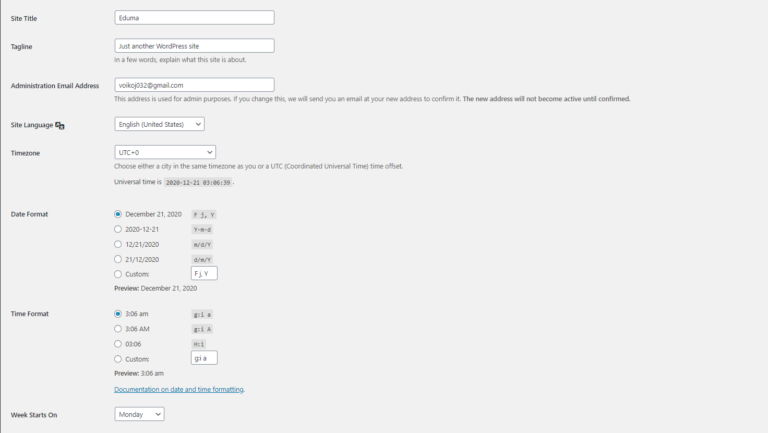 Site Title Eduma
Tagline Just another WordPress site
In a few words, explain what this site is about.
Administration Email Address voikoj032@gmail.com
This address is used for admin purposes. If you change this, we will send you an email at your new address to confirm it. The new address will not become active until confirmed.
Site Language English (United States)
Timezone UTC+0
Choose either a city in the same timezone as you or a UTC (Coordinated Universal Time) time offset.
Universal time is 2020-12-21 03:06:39 .
Date Format December 21, 2020 F j, Y
2020-12-21 Y-m-d
12/21/2020 m/d/Y
21/12/2020 d/m/Y
Custom: F j, Y
Preview: December 21, 2020
Time Format 3:06 am g:i a
3:06 AM g:i A
03:06 H:i
Custom: g:i a
Preview: 3:06 am
Documentation on date and time formatting.
Week Starts On Monday